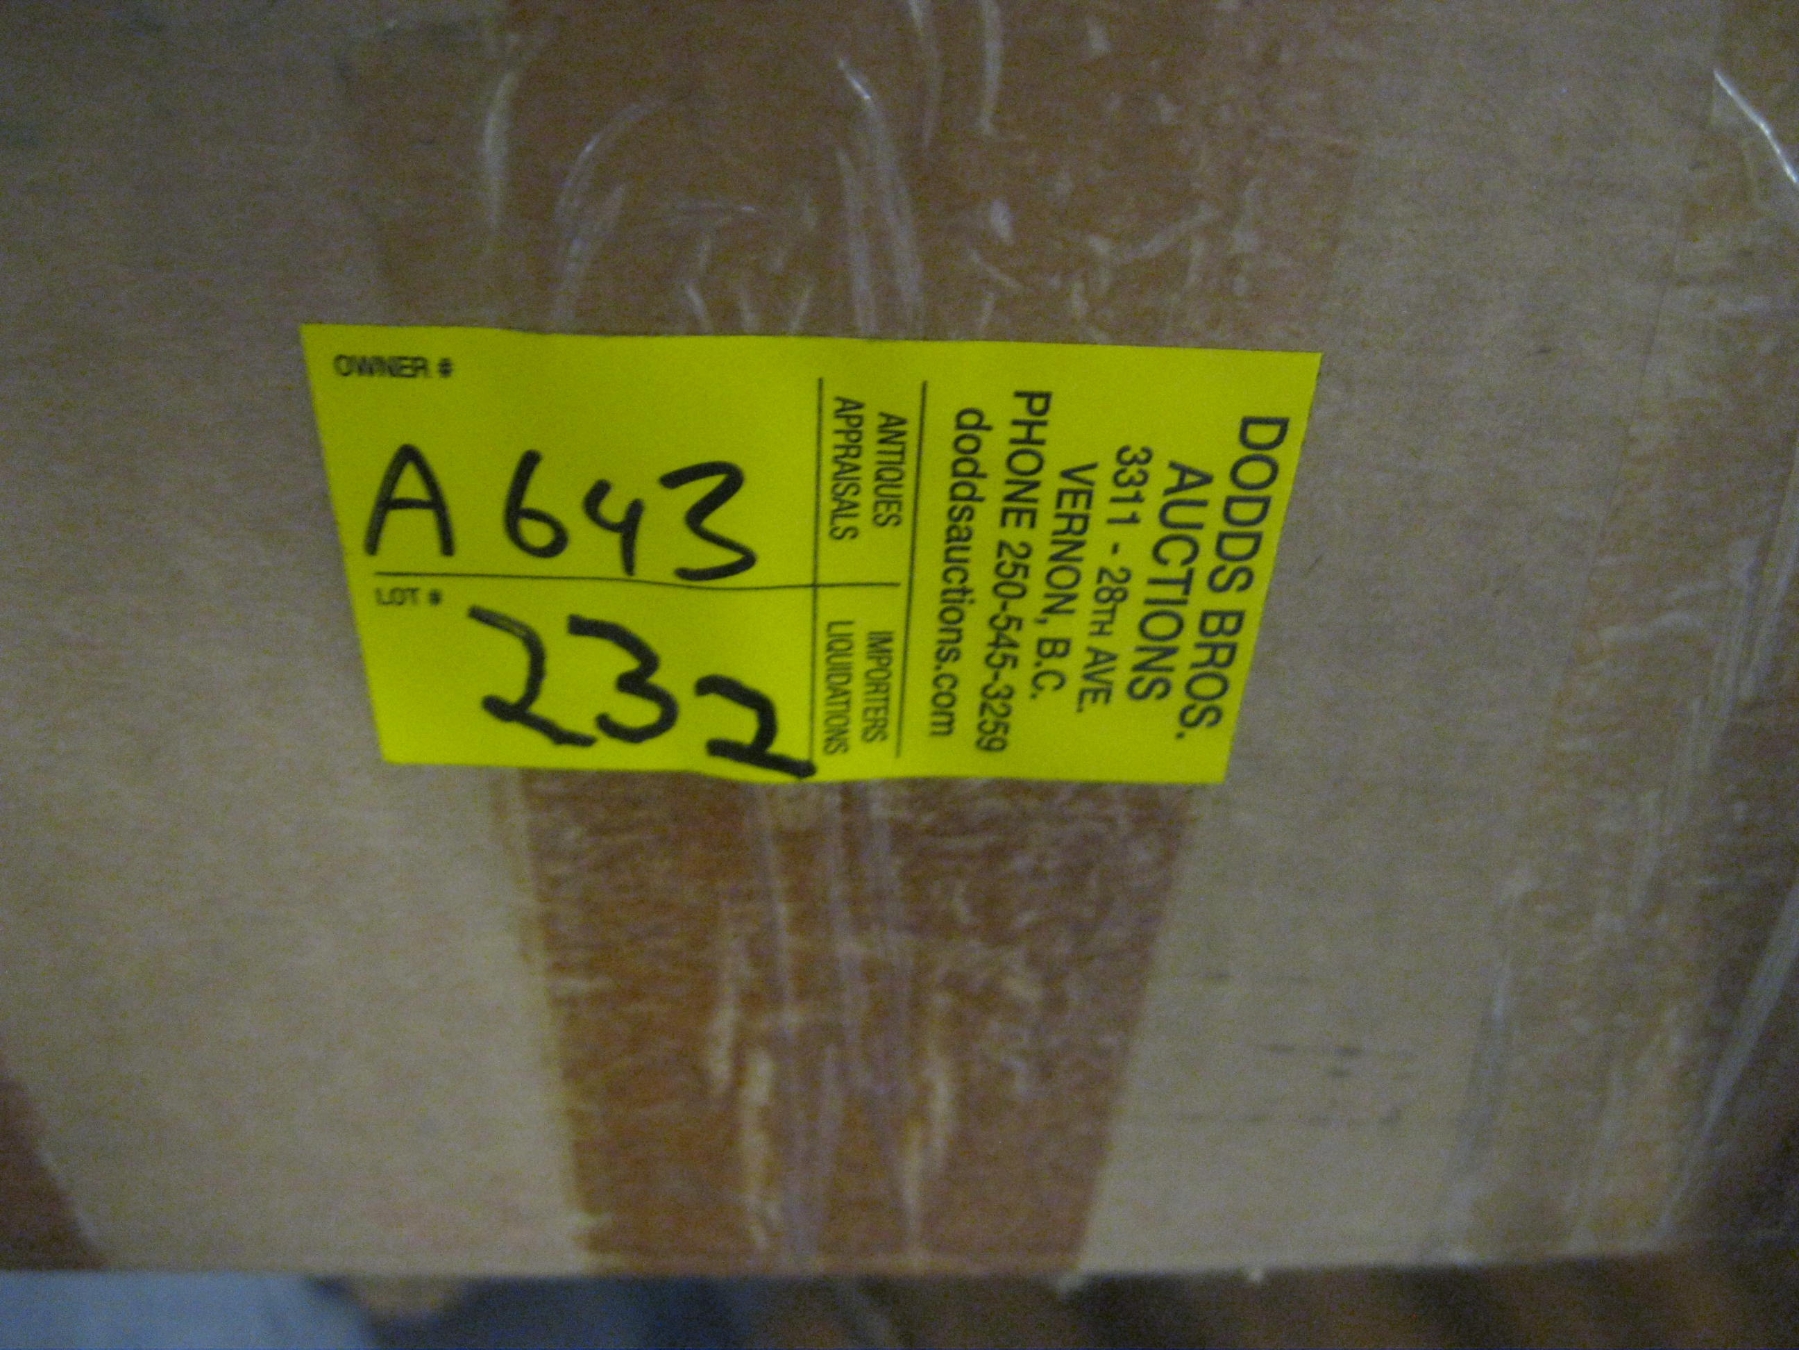 DODDS BROS.
AUCTIONS
3311 - 28TH AVE.
VERNON, B.C.
PHONE 250-545-3259
doddsauctions.com
ANTIQUES
APPRAISALS
IMPORTERS
LIQUIDATIONS
OWNER #
A643
LOT #
232